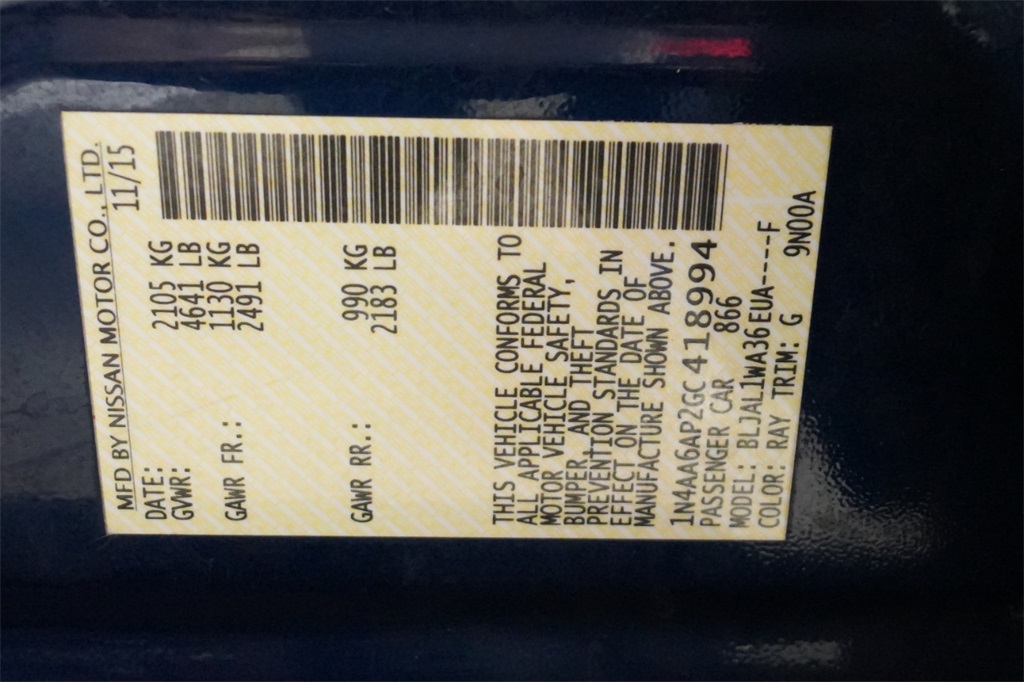 MFD BY NISSAN MOTOR CO., LTD.
DATE: 11/15
GVWR: 2105 KG
4641 LB
GAWR FR.: 1130 KG
2491 LB
GAWR RR.: 990 KG
2183 LB
THIS VEHICLE CONFORMS TO
ALL APPLICABLE FEDERAL
MOTOR VEHICLE SAFETY,
BUMPER, AND THEFT
PREVENTION STANDARDS IN
EFFECT ON THE DATE OF
MANUFACTURE SHOWN ABOVE.
1N4AA6AP2GC418994
PASSENGER CAR 866
MODEL: BLJAL1WA36EUA----F
COLOR: RAY TRIM: G 9N00A